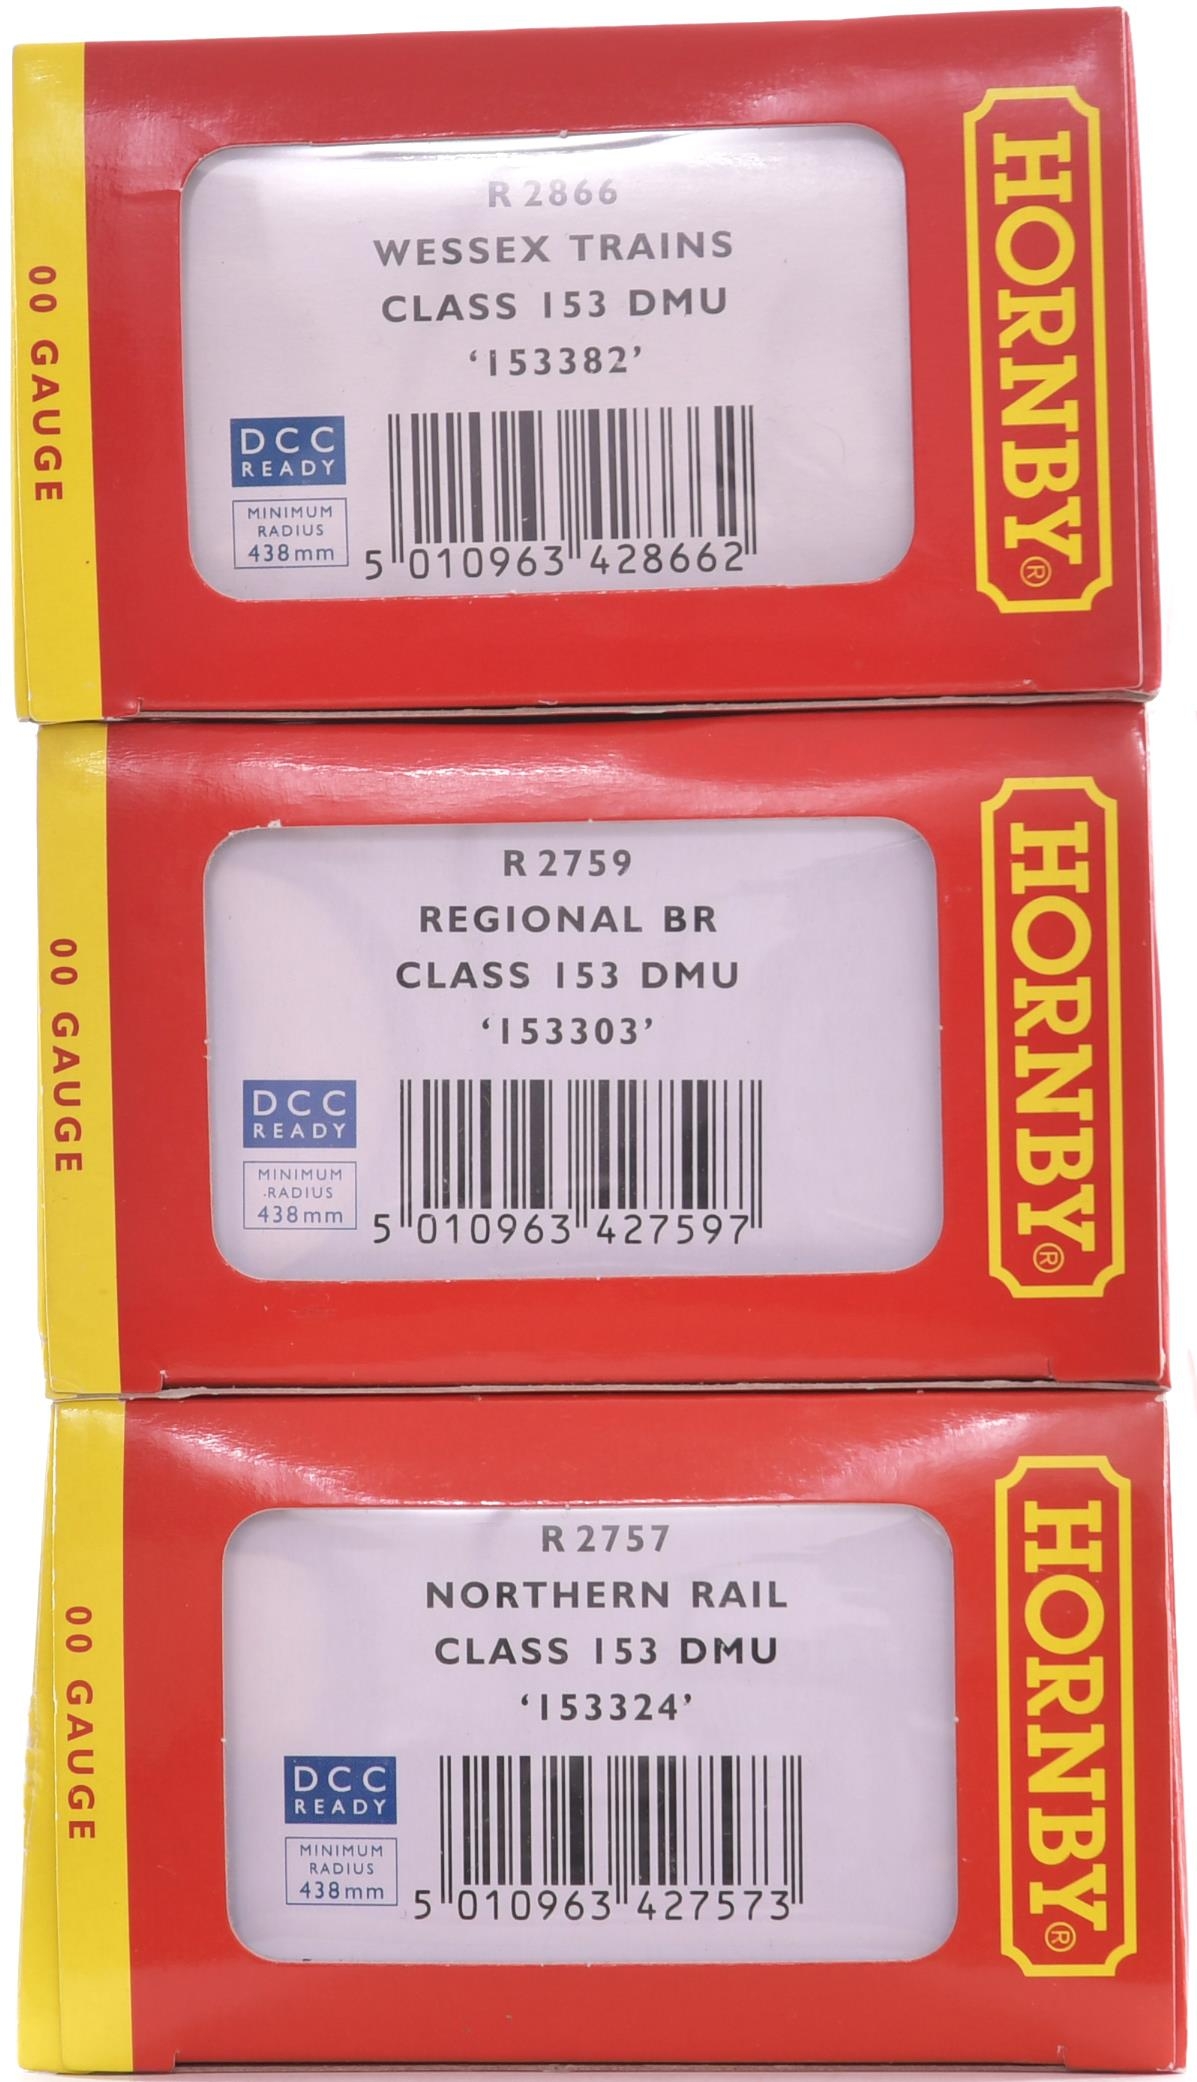 R 2866
WESSEX TRAINS
CLASS 153 DMU
‘153382’
DCC
READY
MINIMUM
RADIUS
438mm
5 010963 428662
00 GAUGE
HORNBY®
R 2759
REGIONAL BR
CLASS 153 DMU
‘153303’
DCC
READY
MINIMUM
RADIUS
438mm
5 010963 427597
00 GAUGE
HORNBY®
R 2757
NORTHERN RAIL
CLASS 153 DMU
‘153324’
DCC
READY
MINIMUM
RADIUS
438mm
5 010963 427573
00 GAUGE
HORNBY®